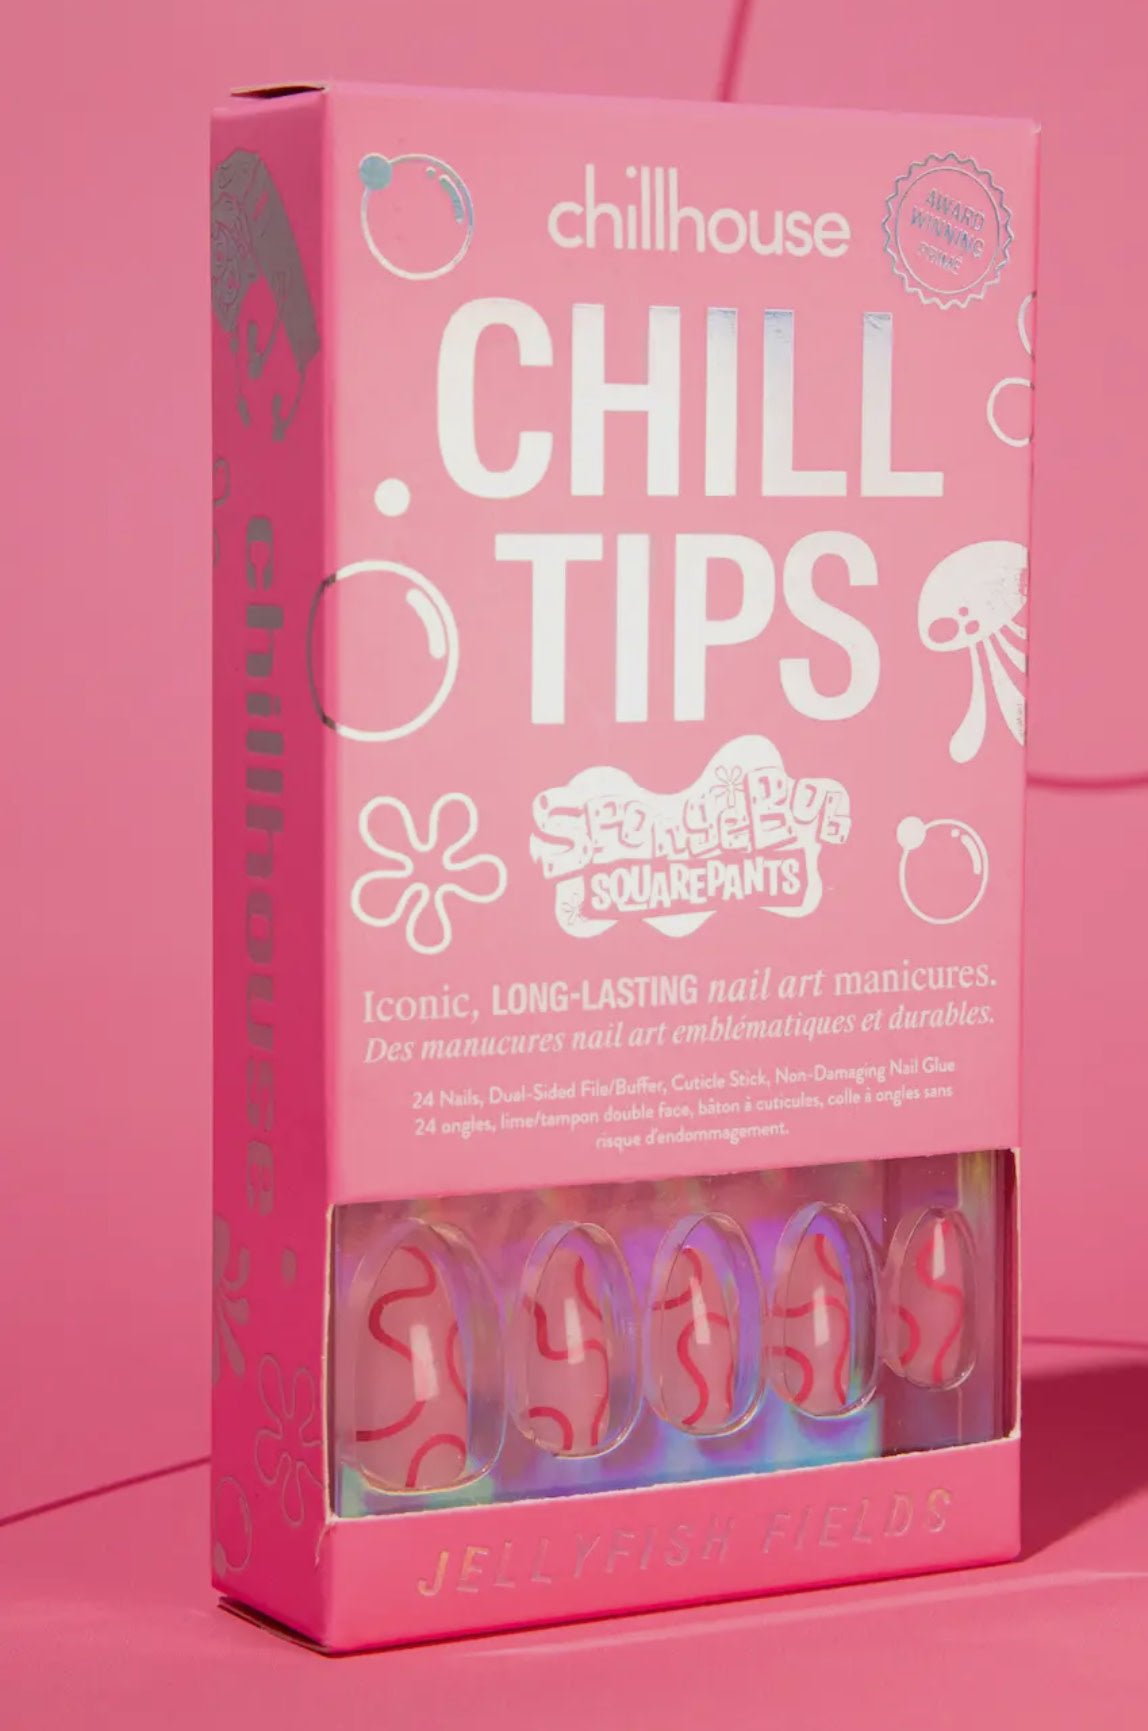 chillhouse
AWARD
WINNING
PRIME
CHILL
TIPS
SPONGEBOB
SQUAREPANTS
Iconic, LONG-LASTING nail art manicures.
Des manucures nail art emblématiques et durables.
24 Nails, Dual-Sided File/Buffer, Cuticle Stick, Non-Damaging Nail Glue
24 ongles, lime/tampon double face, bâton à cuticules, colle à ongles sans
risque d'endommagement.
JELLYFISH FIELDS
chillhouse